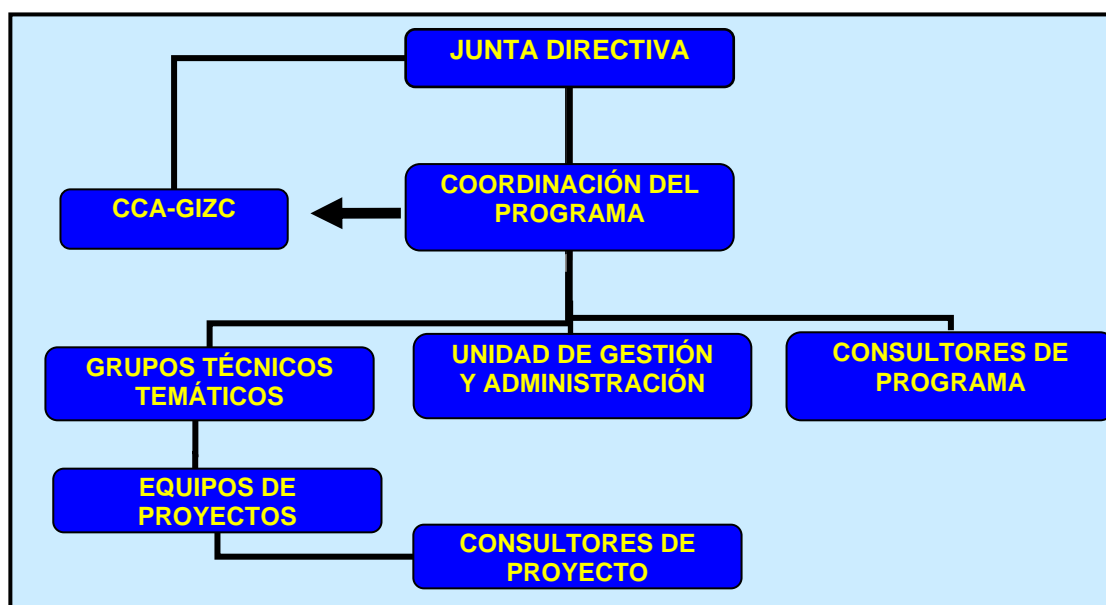 JUNTA DIRECTIVA
COORDINACIÓN DEL
PROGRAMA
CCA-GIZC
GRUPOS TÉCNICOS
TEMÁTICOS
UNIDAD DE GESTIÓN
Y ADMINISTRACIÓN
CONSULTORES DE
PROGRAMA
EQUIPOS DE
PROYECTOS
CONSULTORES DE
PROYECTO